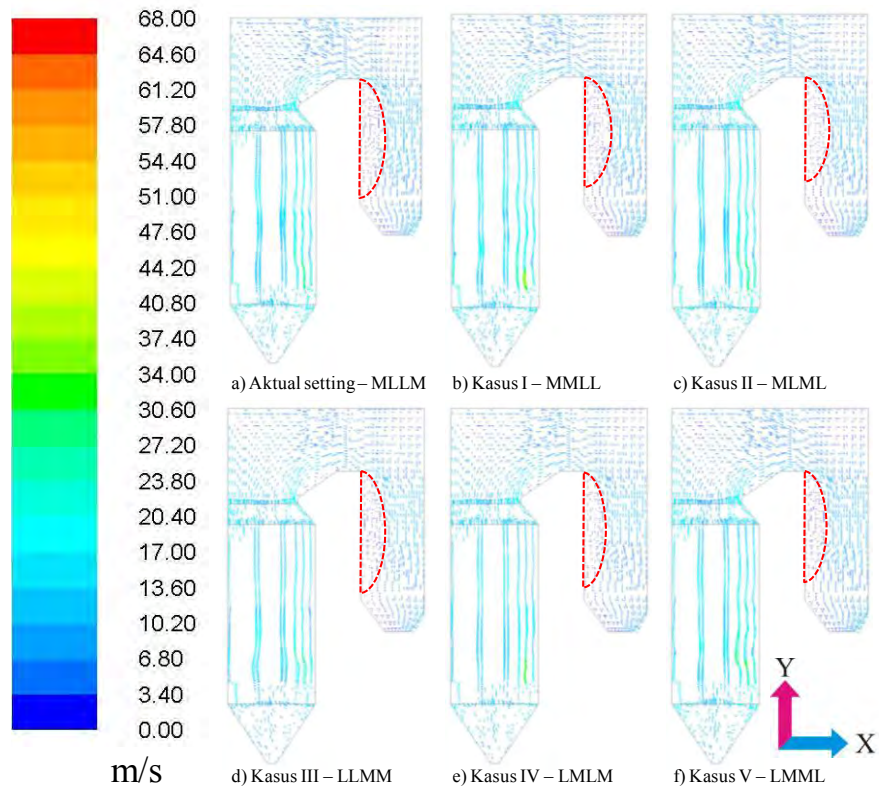 68.00
64.60
61.20
57.80
54.40
51.00
47.60
44.20
40.80
37.40
34.00
30.60
27.20
23.80
20.40
17.00
13.60
10.20
6.80
3.40
0.00
m/s
a) Aktual setting – MLLM
b) Kasus I – MMLL
c) Kasus II – MLML
d) Kasus III – LLMM
e) Kasus IV – LMLM
f) Kasus V – LMML
Y
X